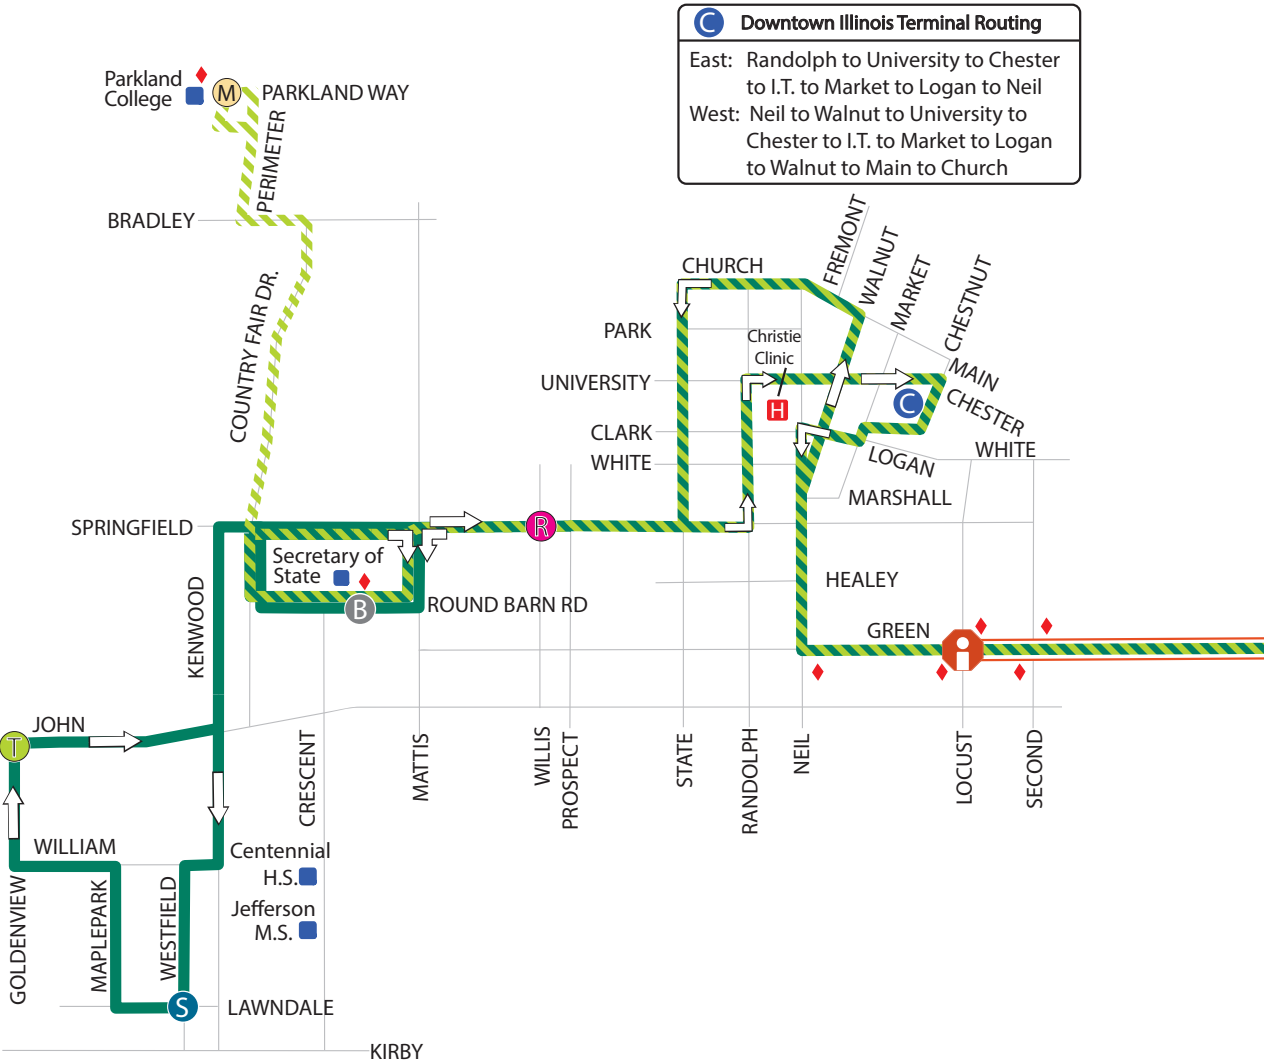 C Downtown Illinois Terminal Routing
East: Randolph to University to Chester
to I.T. to Market to Logan to Neil
West: Neil to Walnut to University to
Chester to I.T. to Market to Logan
to Walnut to Main to Church
Parkland
College
M
PARKLAND WAY
PERIMETER
BRADLEY
COUNTRY FAIR DR.
FREMONT
WALNUT
MARKET
CHESTNUT
CHURCH
PARK
Christie
Clinic
UNIVERSITY
MAIN
CHESTER
H
C
CLARK
WHITE
LOGAN
WHITE
MARSHALL
SPRINGFIELD
R
Secretary of
State
B
ROUND BARN RD
KENWOOD
HEALEY
GREEN
JOHN
T
CRESCENT
MATTIS
WILLIS
PROSPECT
STATE
RANDOLPH
NEIL
LOCUST
SECOND
WILLIAM
Centennial
H.S.
Jefferson
M.S.
GOLDENVIEW
MAPLEPARK
WESTFIELD
S
LAWNDALE
KIRBY